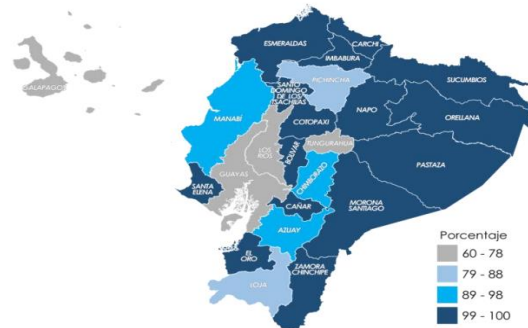 ESMERALDAS
CARCHI
IMBABURA
GALAPAGOS
PICHINCHA
SUCUMBIOS
SANTO
DOMINGO
DE LOS
TSACHILAS
MANABÍ
NAPO
ORELLANA
COTOPAXI
LOS
RIOS
BOLIVAR
TUNGURAHUA
PASTAZA
GUAYAS
CHIMBORAZO
SANTA
ELENA
MORONA
SANTIAGO
CAÑAR
AZUAY
EL
ORO
ZAMORA
CHINCHIPE
LCUA
Porcentaje
60 - 78
79 - 88
89 - 98
99 - 100